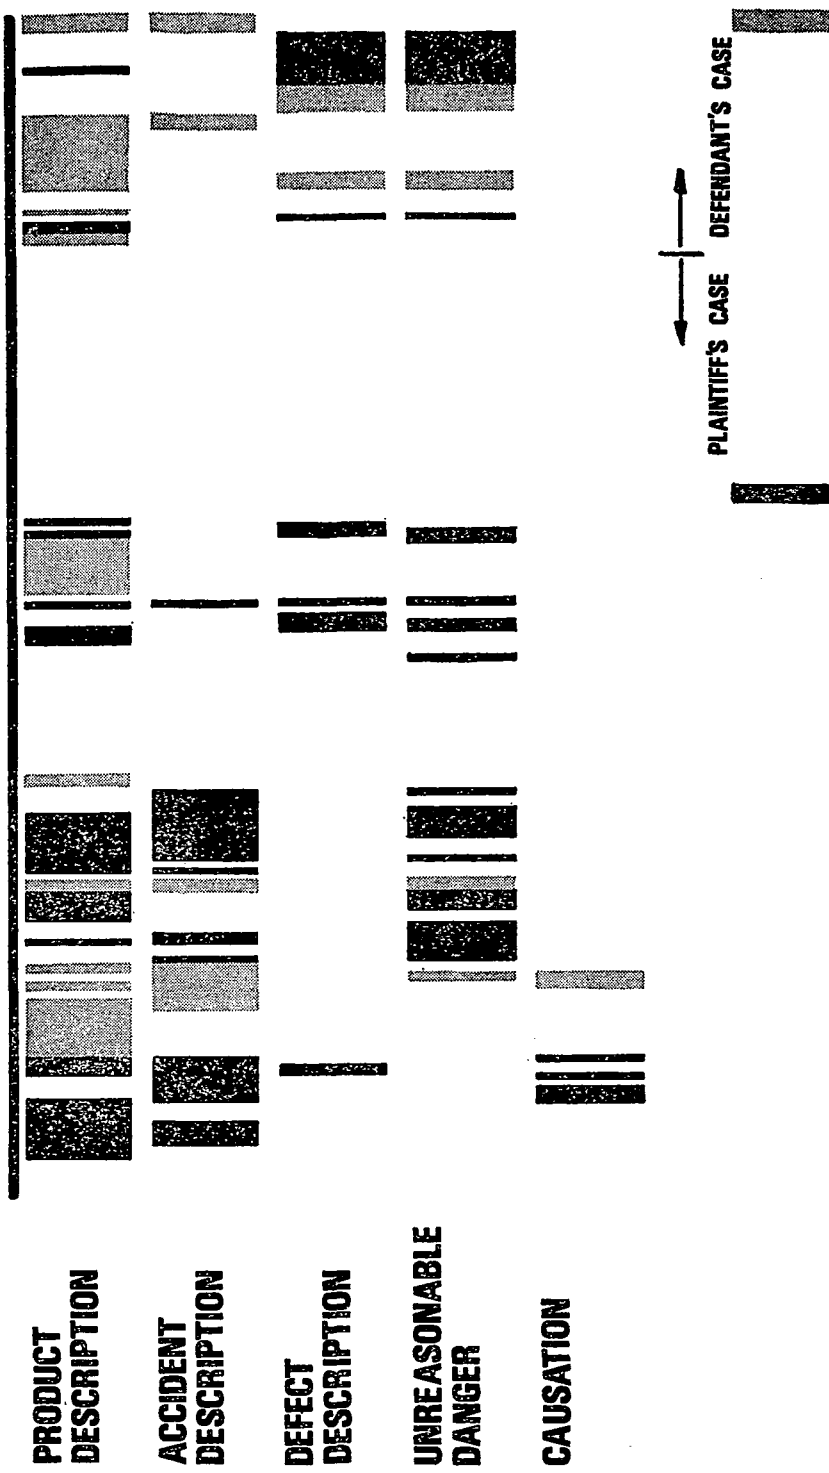 PRODUCT
DESCRIPTION
ACCIDENT
DESCRIPTION
DEFECT
DESCRIPTION
UNREASONABLE
DANGER
CAUSATION
PLAINTIFF'S CASE DEFENDANT'S CASE